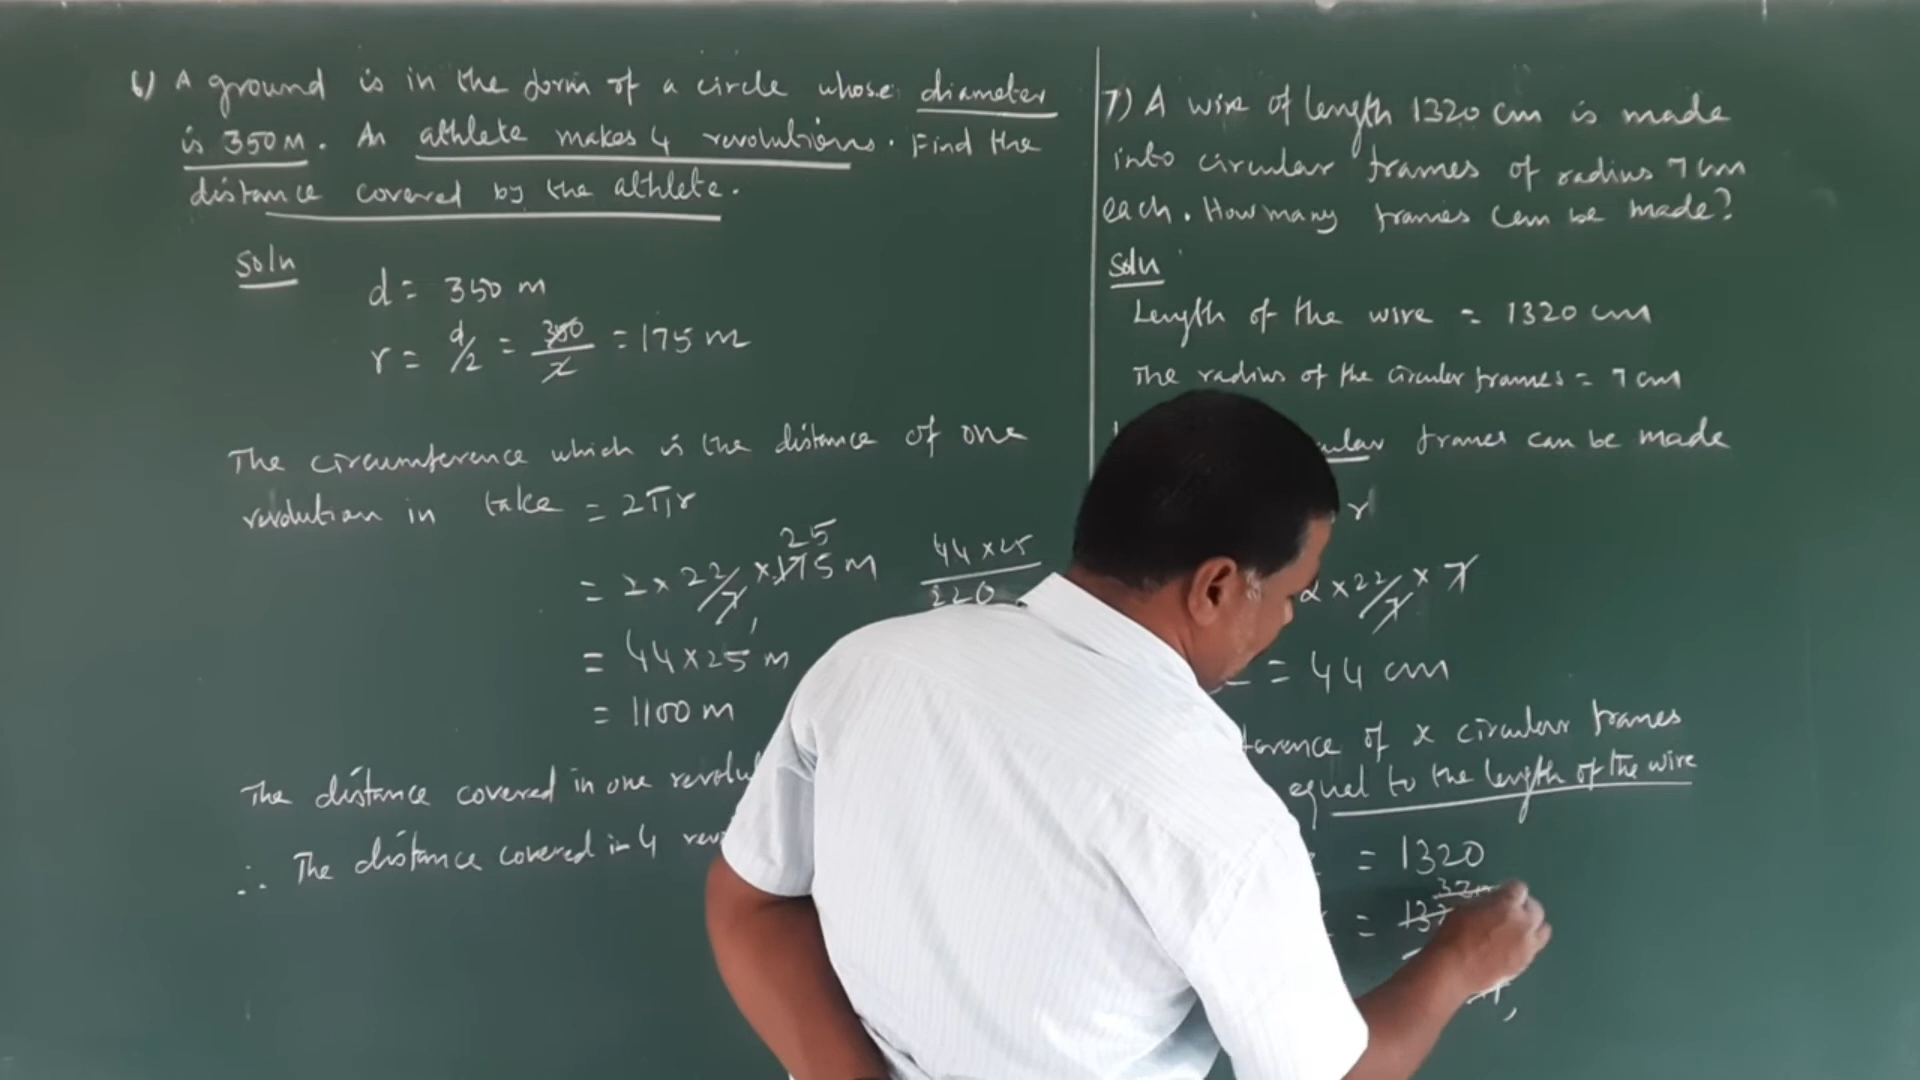 6) A ground is in the form of a circle whose diameter
is 350 m. An athlete makes 4 revolutions. Find the
distance covered by the athlete.
Soln
d = 350 m
r = d/2 = 350/2 = 175 m
The circumference which is the distance of one
revolution in take = 2πr
25
= 2 × 22/7 × 175 m
44 × 25
220
= 44 × 25 m
= 1100 m
The distance covered in one
∴ The distance covered in 4
7) A wire of length 1320 cm is made
into circular frames of radius 7 cm
each. How many frames can be made?
Soln
Length of the wire = 1320 cm
The radius of the circular frames = 7 cm
frames can be made
r
2 × 22/7 × 7
= 44 cm
of x circular frames
equal to the length of the wire
= 1320
=